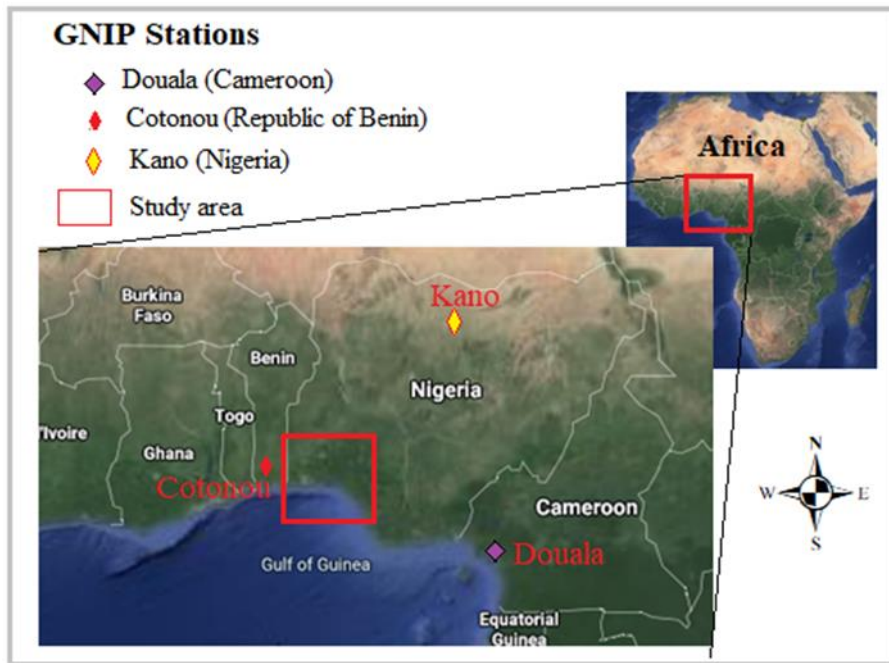 GNIP Stations
Douala (Cameroon)
Cotonou (Republic of Benin)
Kano (Nigeria)
Study area
Africa
Burkina
Faso
Kano
Benin
Nigeria
Togo
l'Ivoire
Ghana
Cotonou
Cameroon
Douala
Gulf of Guinea
Equatorial
Guinea
N
W
E
S